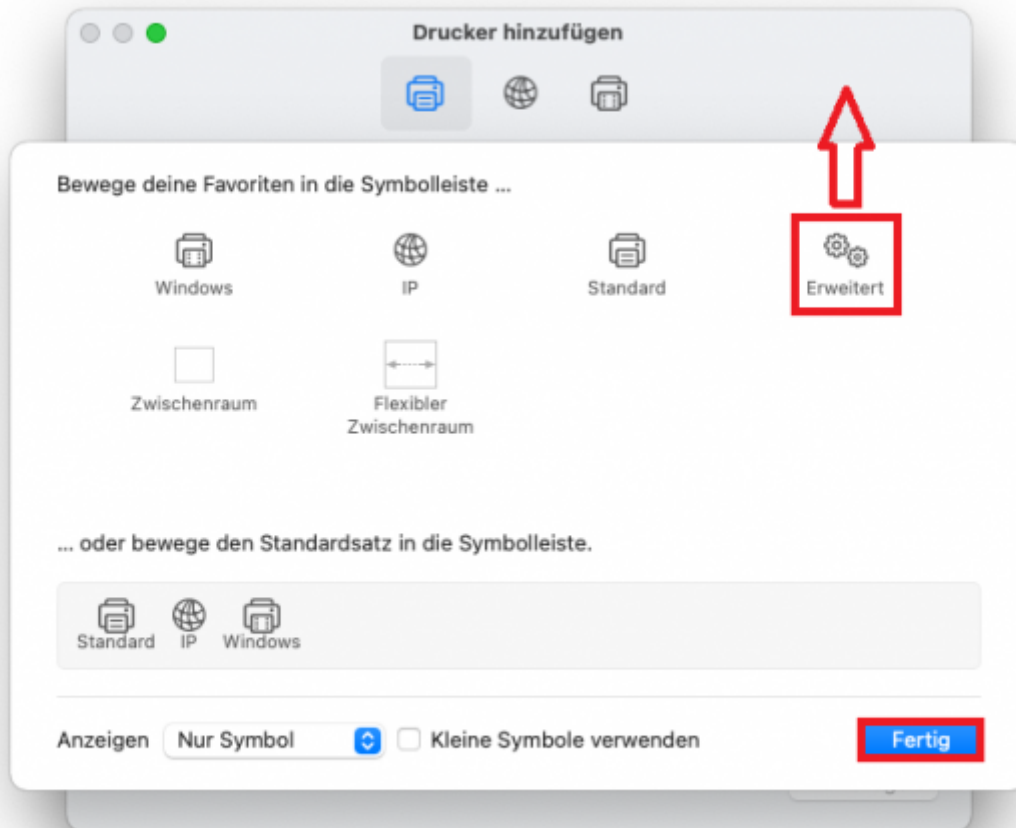 Drucker hinzufügen
Bewege deine Favoriten in die Symbolleiste ...
Windows
IP
Standard
Erweitert
Zwischenraum
Flexibler
Zwischenraum
... oder bewege den Standardsatz in die Symbolleiste.
Standard
IP
Windows
Anzeigen
Nur Symbol
Kleine Symbole verwenden
Fertig